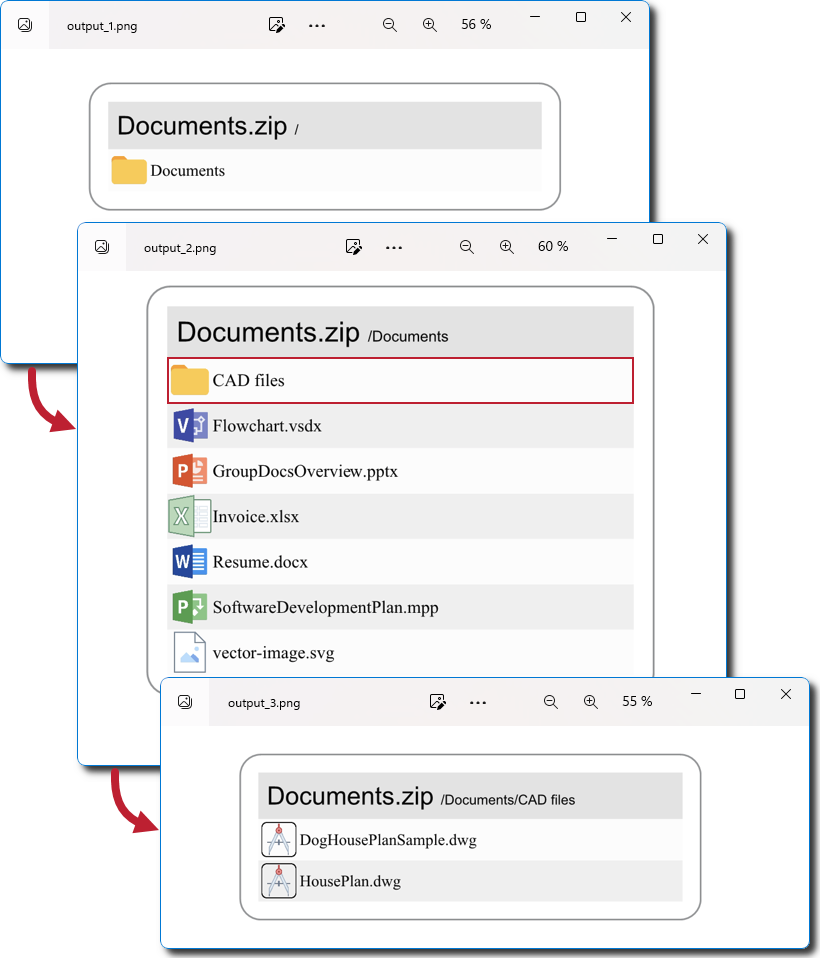 output_1.png
56 %
Documents.zip /
Documents
output_2.png
60 %
Documents.zip /Documents
CAD files
V Flowchart.vsdx
P GroupDocsOverview.pptx
X Invoice.xlsx
W Resume.docx
P SoftwareDevelopmentPlan.mpp
vector-image.svg
output_3.png
55 %
Documents.zip /Documents/CAD files
DogHousePlanSample.dwg
HousePlan.dwg